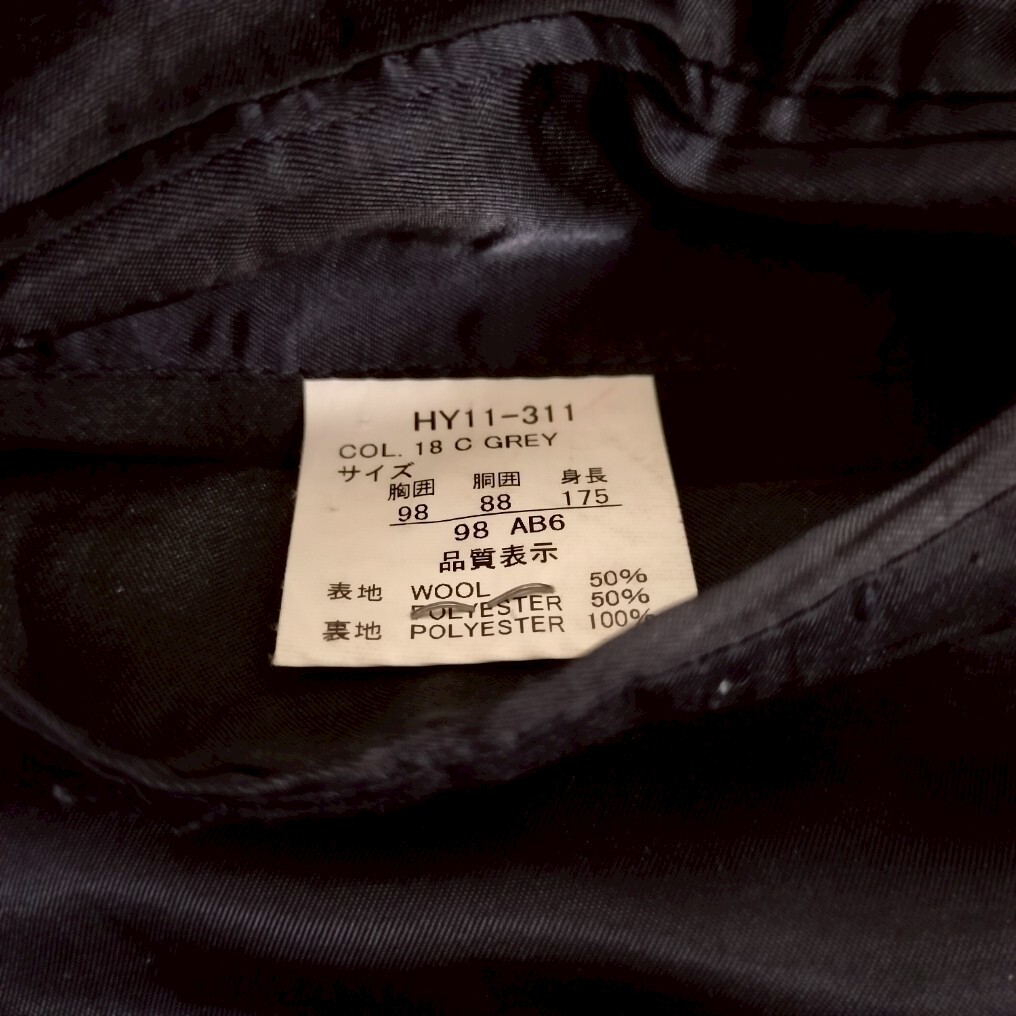 HY11-311
COL. 18 C GREY
サイズ
胸囲 胴囲 身長
98 88 175
98 AB6
品質表示
表地 WOOL 50%
POLYESTER 50%
裏地 POLYESTER 100%